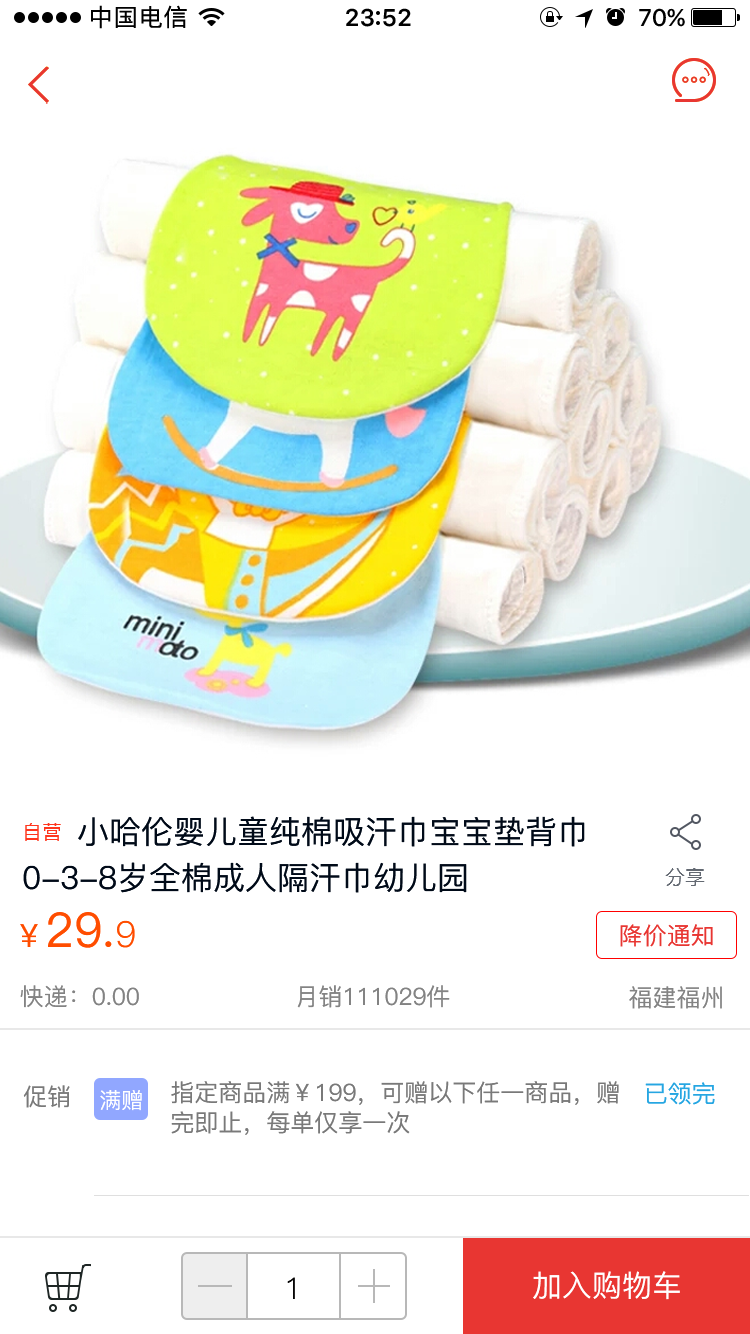 中国电信
23:52
70%
mini
moto
自营 小哈伦婴儿童纯棉吸汗巾宝宝垫背巾
0-3-8岁全棉成人隔汗巾幼儿园
分享
¥29.9
降价通知
快递：0.00
月销111029件
福建福州
促销
满赠
指定商品满¥199，可赠以下任一商品，赠
完即止，每单仅享一次
已领完
1
加入购物车